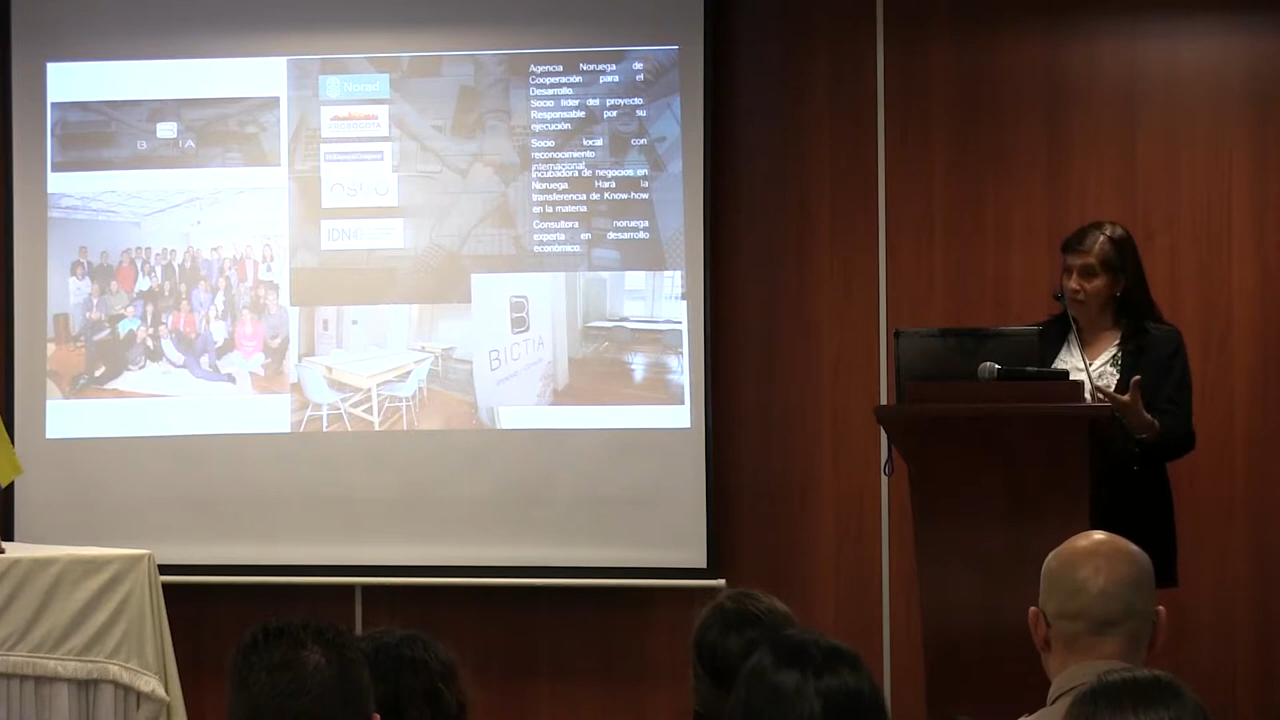 BICTIA
Norad
PROBOGOTA
OSLO
IDN
Agencia Noruega de
Cooperación para el
Desarrollo.
Socio líder del proyecto.
Responsable por su
ejecución.
Socio local con
reconocimiento
internacional.
Incubadora de negocios en
Noruega. Hará la
transferencia de Know-how
en la materia
Consultora noruega
experta en desarrollo
económico.
BICTIA